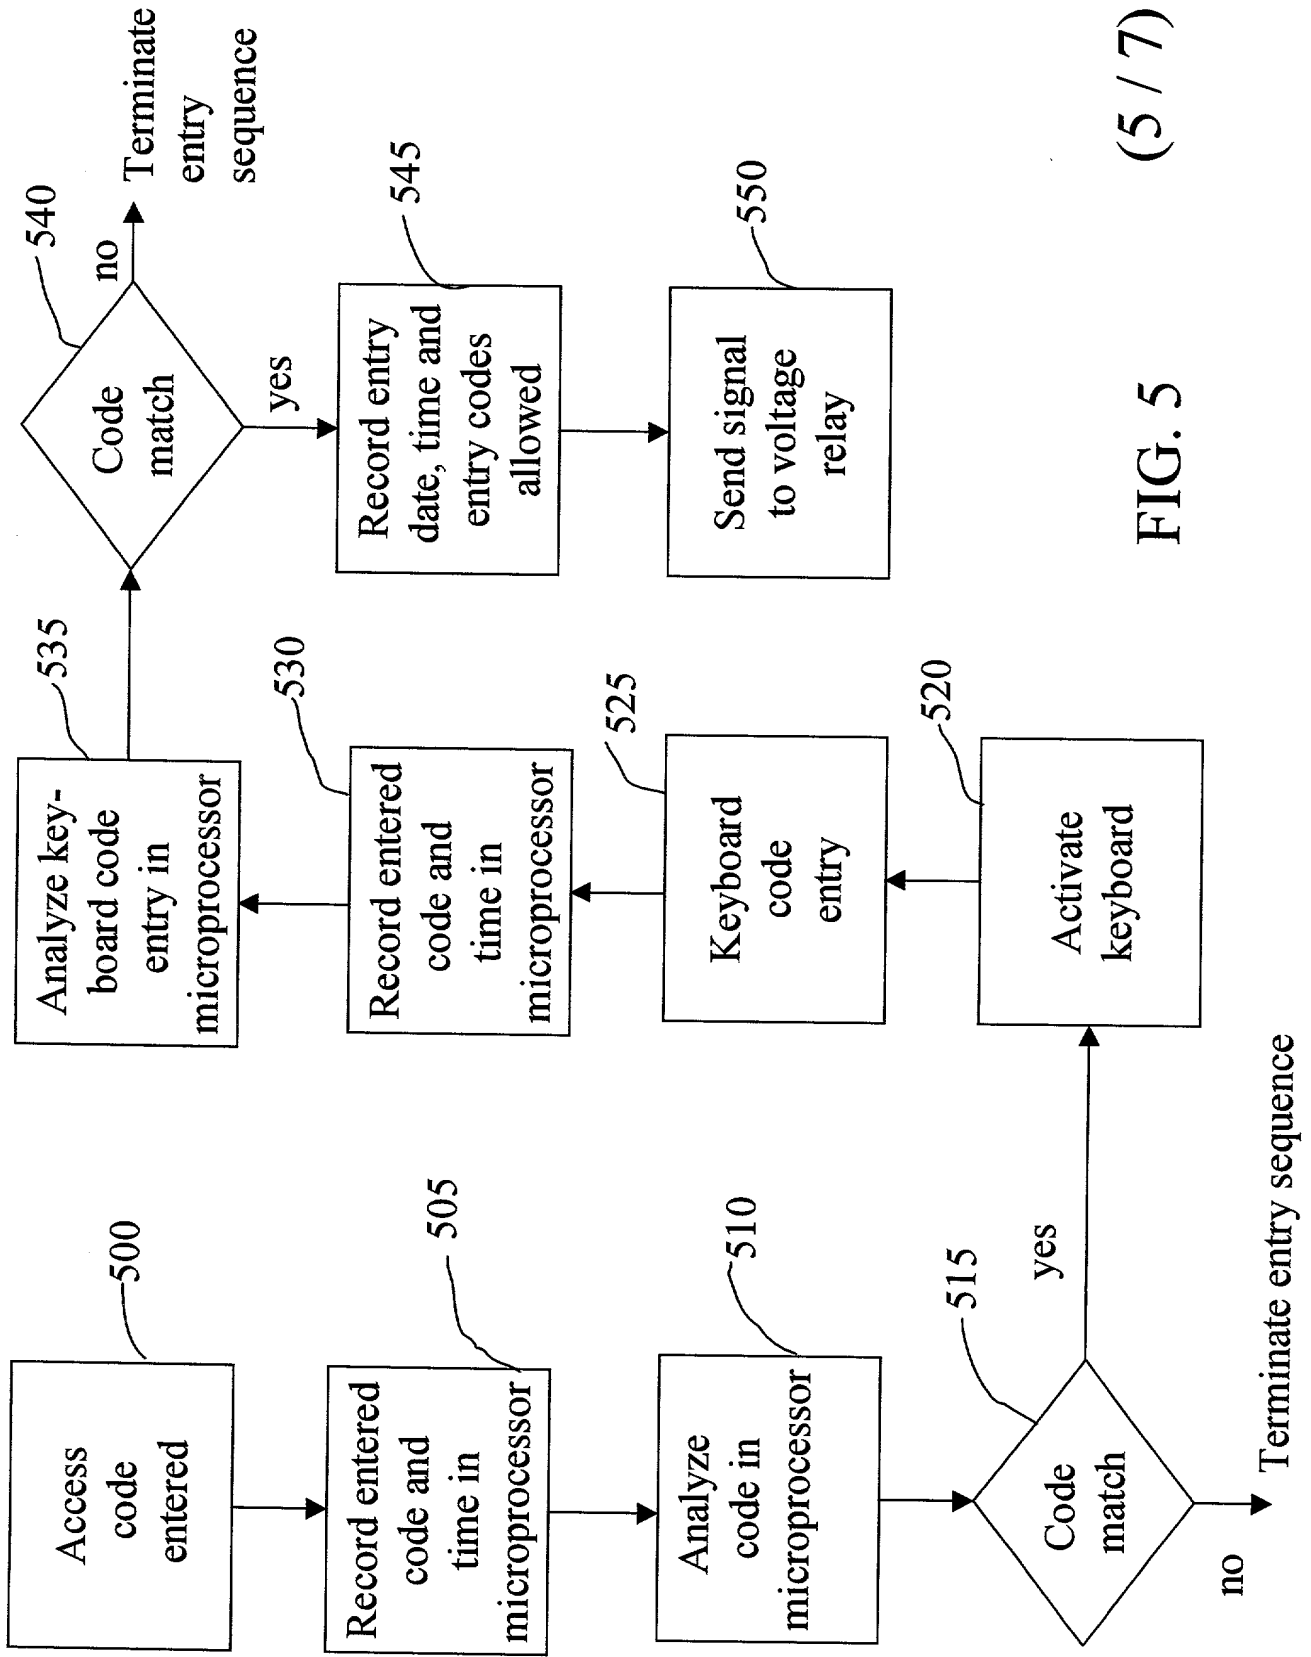 Access
code
entered
500
Record entered
code and
time in
microprocessor
505
Analyze
code in
microprocessor
510
Code
match
515
yes
no
Terminate entry sequence
Activate
keyboard
520
Keyboard
code
entry
525
Record entered
code and
time in
microprocessor
530
Analyze key-
board code
entry in
microprocessor
535
Code
match
540
no
Terminate
entry
sequence
yes
Record entry
date, time and
entry codes
allowed
545
Send signal
to voltage
relay
550
FIG. 5
(5 / 7)